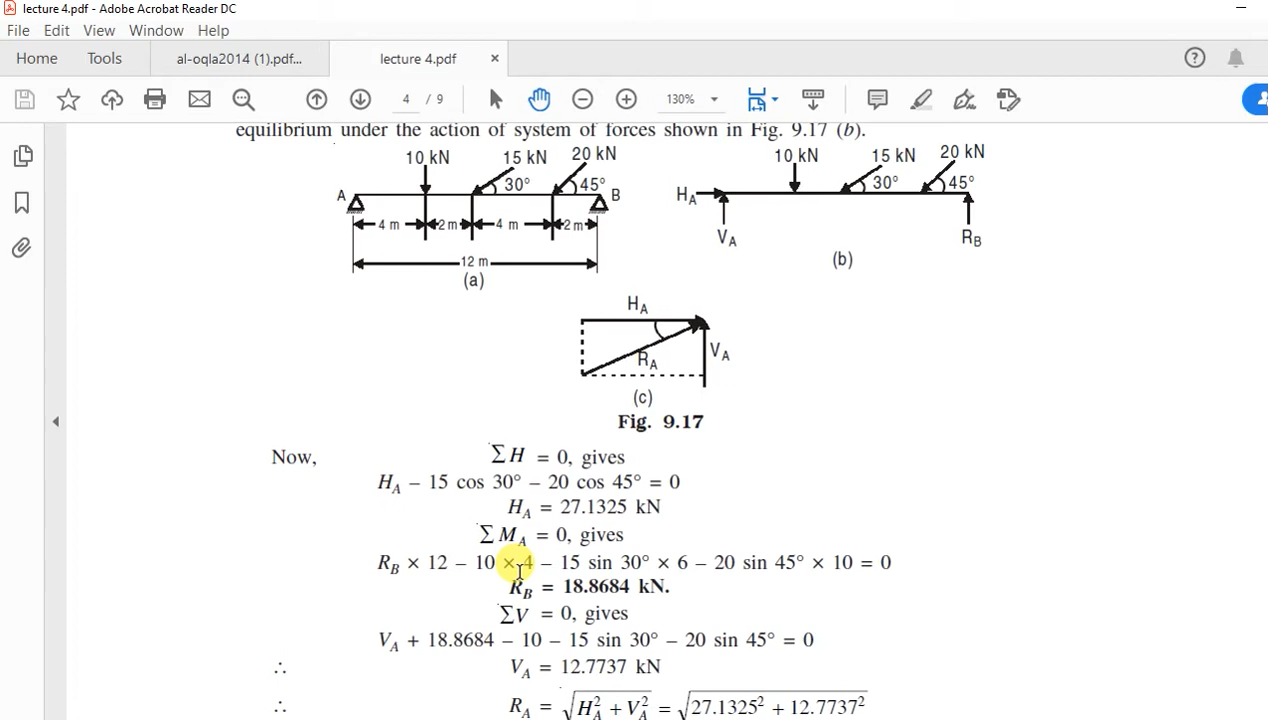 lecture 4.pdf - Adobe Acrobat Reader DC
File Edit View Window Help
Home Tools al-oqla2014 (1).pdf... lecture 4.pdf ×
4 / 9 130%
equilibrium under the action of system of forces shown in Fig. 9.17 (b).
10 kN 15 kN 20 kN
A 30° 45° B
4 m 2 m 4 m 2 m
12 m
(a)
10 kN 15 kN 20 kN
H_A 30° 45°
V_A R_B
(b)
H_A
R_A V_A
(c)
Fig. 9.17
Now, ∑H = 0, gives
H_A – 15 cos 30° – 20 cos 45° = 0
H_A = 27.1325 kN
∑M_A = 0, gives
R_B × 12 – 10 × 4 – 15 sin 30° × 6 – 20 sin 45° × 10 = 0
R_B = 18.8684 kN.
∑V = 0, gives
V_A + 18.8684 – 10 – 15 sin 30° – 20 sin 45° = 0
∴ V_A = 12.7737 kN
∴ R_A = √(H_A² + V_A²) = √(27.1325² + 12.7737²)